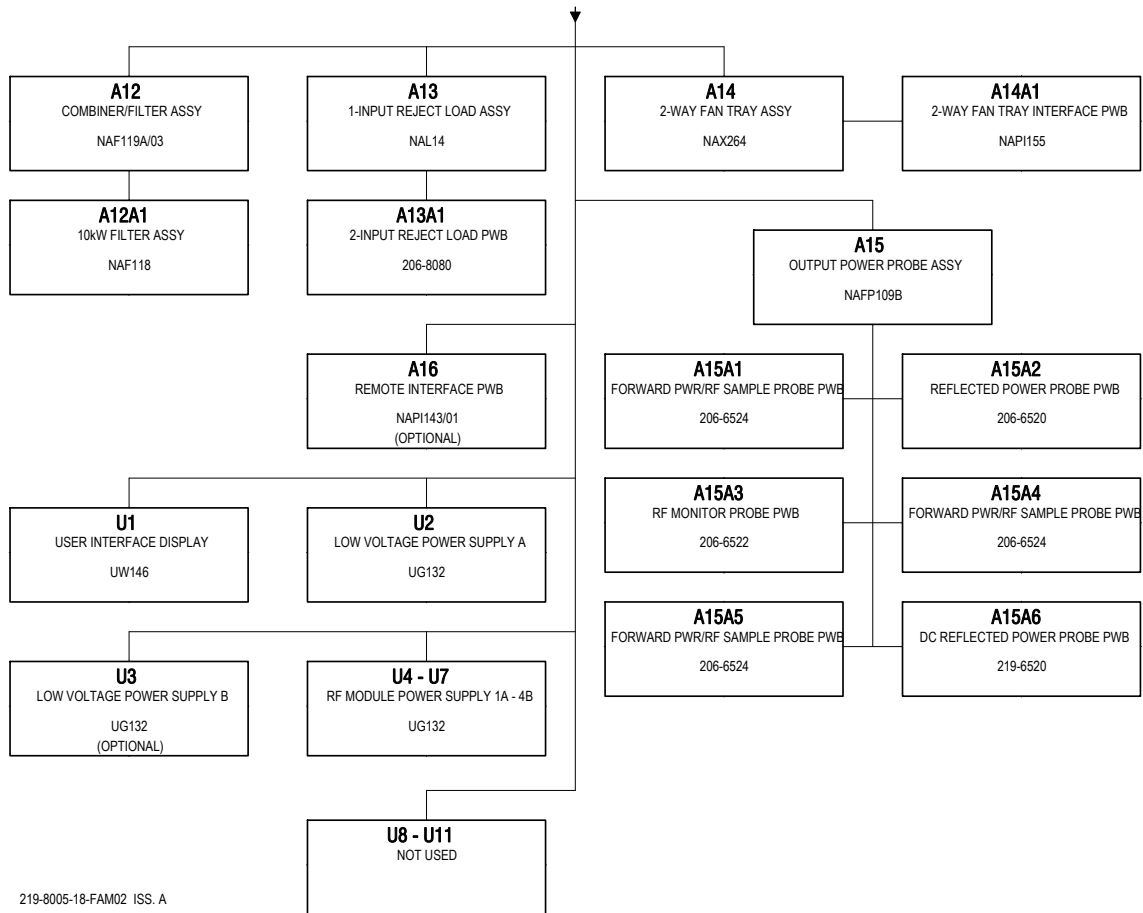 A12
COMBINER/FILTER ASSY
NAF119A/03
A13
1-INPUT REJECT LOAD ASSY
NAL14
A14
2-WAY FAN TRAY ASSY
NAX264
A14A1
2-WAY FAN TRAY INTERFACE PWB
NAPI155
A12A1
10kW FILTER ASSY
NAF118
A13A1
2-INPUT REJECT LOAD PWB
206-8080
A15
OUTPUT POWER PROBE ASSY
NAFP109B
A16
REMOTE INTERFACE PWB
NAPI143/01
(OPTIONAL)
A15A1
FORWARD PWR/RF SAMPLE PROBE PWB
206-6524
A15A2
REFLECTED POWER PROBE PWB
206-6520
U1
USER INTERFACE DISPLAY
UW146
U2
LOW VOLTAGE POWER SUPPLY A
UG132
A15A3
RF MONITOR PROBE PWB
206-6522
A15A4
FORWARD PWR/RF SAMPLE PROBE PWB
206-6524
U3
LOW VOLTAGE POWER SUPPLY B
UG132
(OPTIONAL)
U4 - U7
RF MODULE POWER SUPPLY 1A - 4B
UG132
A15A5
FORWARD PWR/RF SAMPLE PROBE PWB
206-6524
A15A6
DC REFLECTED POWER PROBE PWB
219-6520
U8 - U11
NOT USED
219-8005-18-FAM02 ISS. A